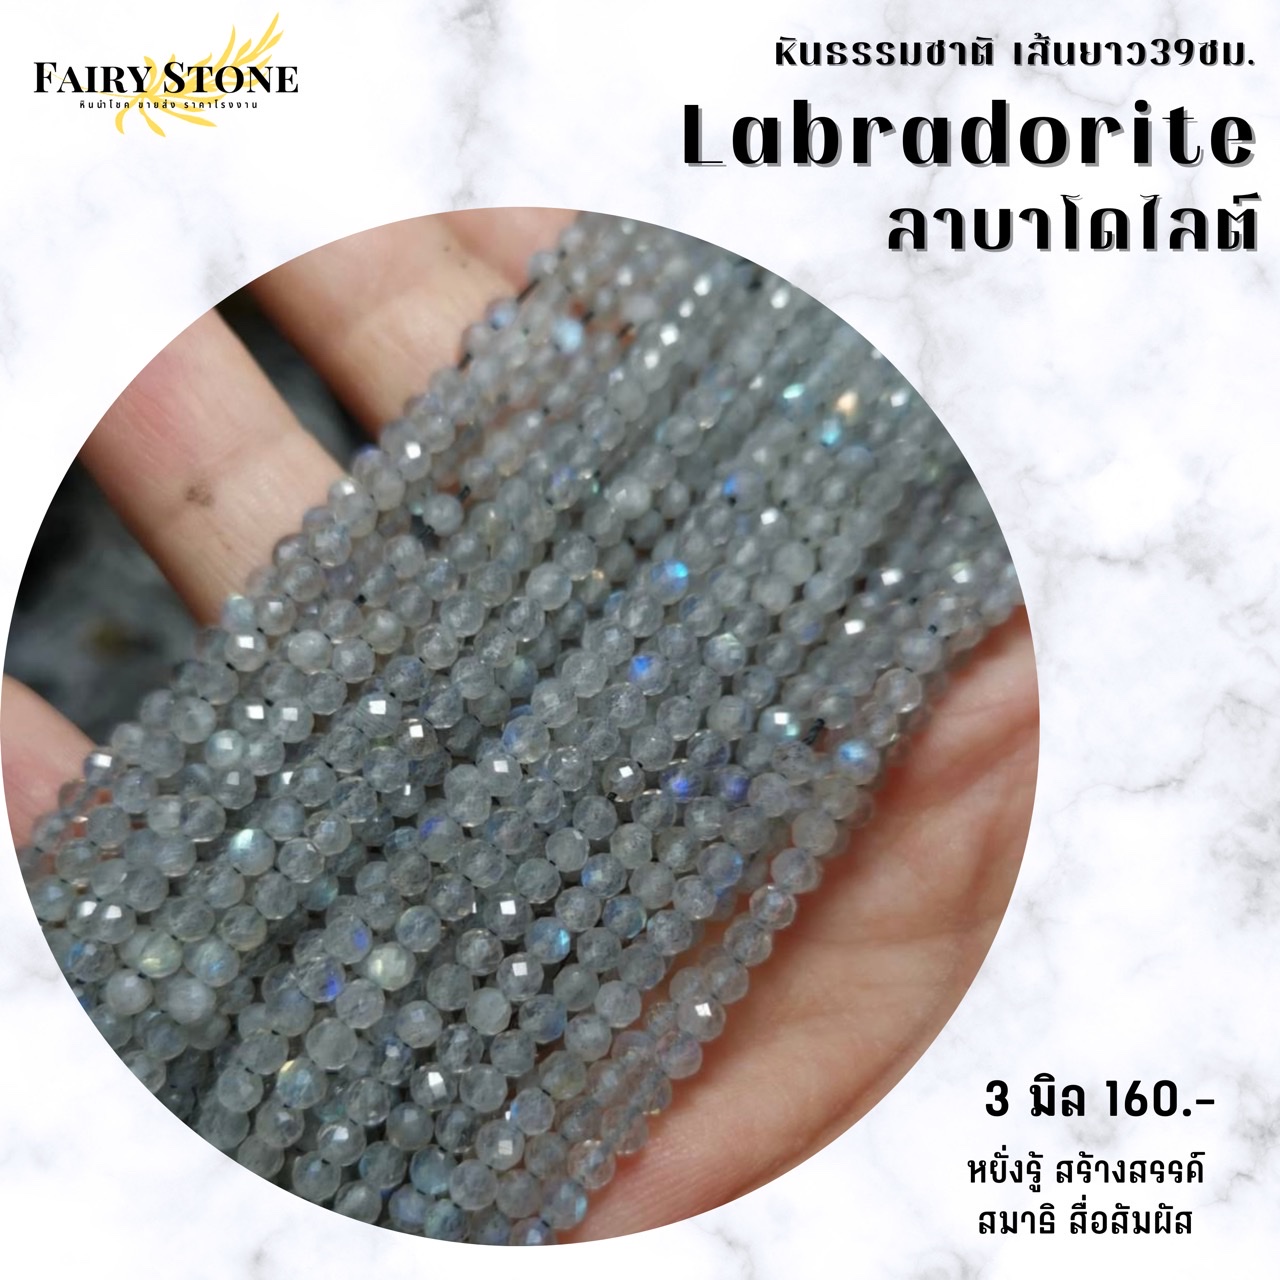 FAIRY STONE
หินนำโชค ขายส่ง ราคาโรงงาน
หินธรรมชาติ เส้นยาว39ซม.
Labradorite
ลาบาโดไลต์
3 มิล 160.-
หยั่งรู้ สร้างสรรค์
สมาธิ สื่อสัมผัส